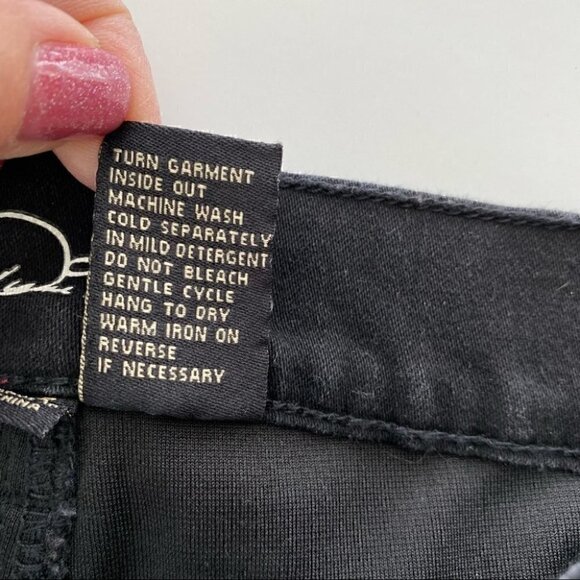 TURN GARMENT
INSIDE OUT
MACHINE WASH
COLD SEPARATELY
IN MILD DETERGENT
DO NOT BLEACH
GENTLE CYCLE
HANG TO DRY
WARM IRON ON
REVERSE
IF NECESSARY